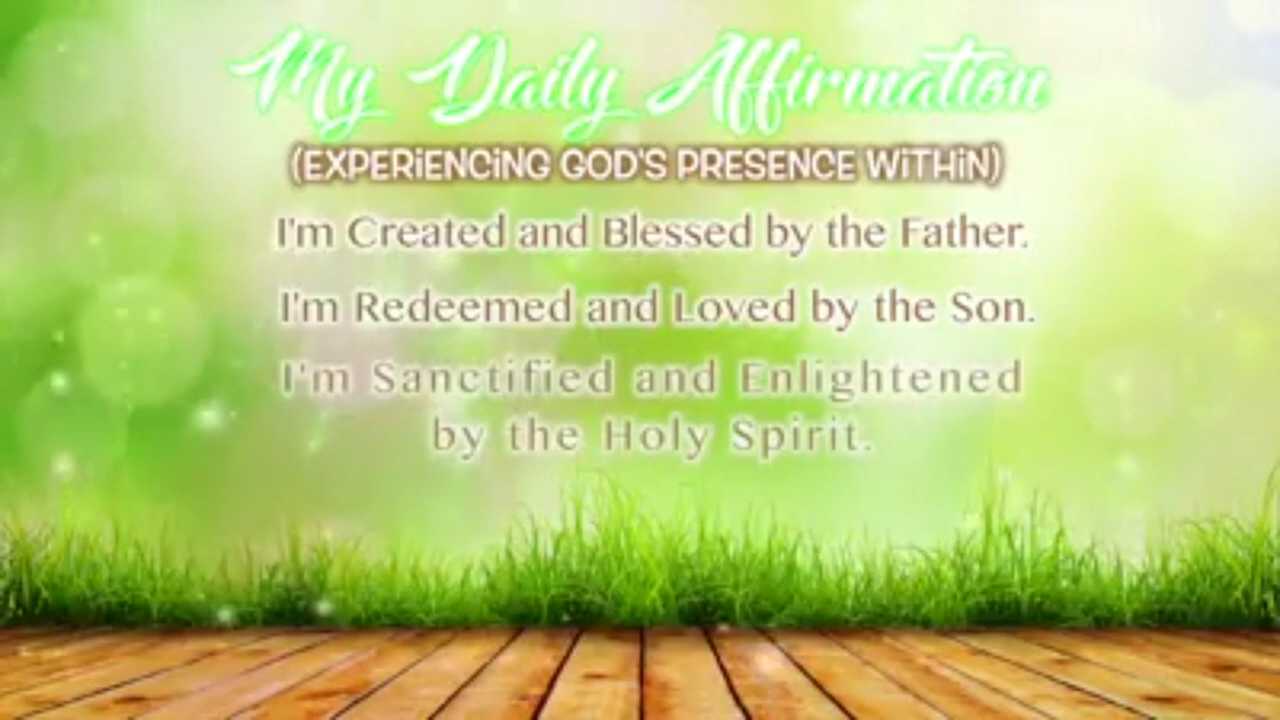 My Daily Affirmation
(EXPERIENCING GOD'S PRESENCE WITHIN)
I'm Created and Blessed by the Father.
I'm Redeemed and Loved by the Son.
I'm Sanctified and Enlightened
by the Holy Spirit.